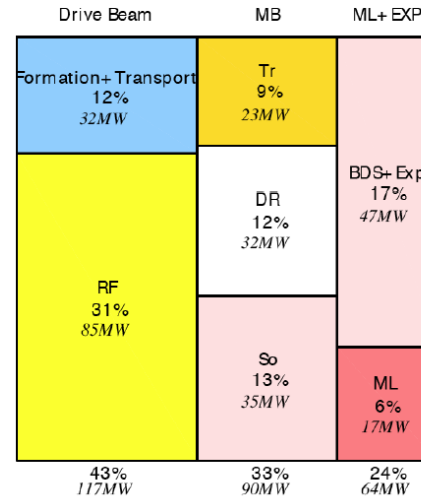 Drive Beam MB ML+ EXP
Formation+ Transport
12%
32MW
Tr
9%
23MW
BDS+ Exp
17%
47MW
DR
12%
32MW
RF
31%
85MW
So
13%
35MW
ML
6%
17MW
43% 33% 24%
117MW 90MW 64MW